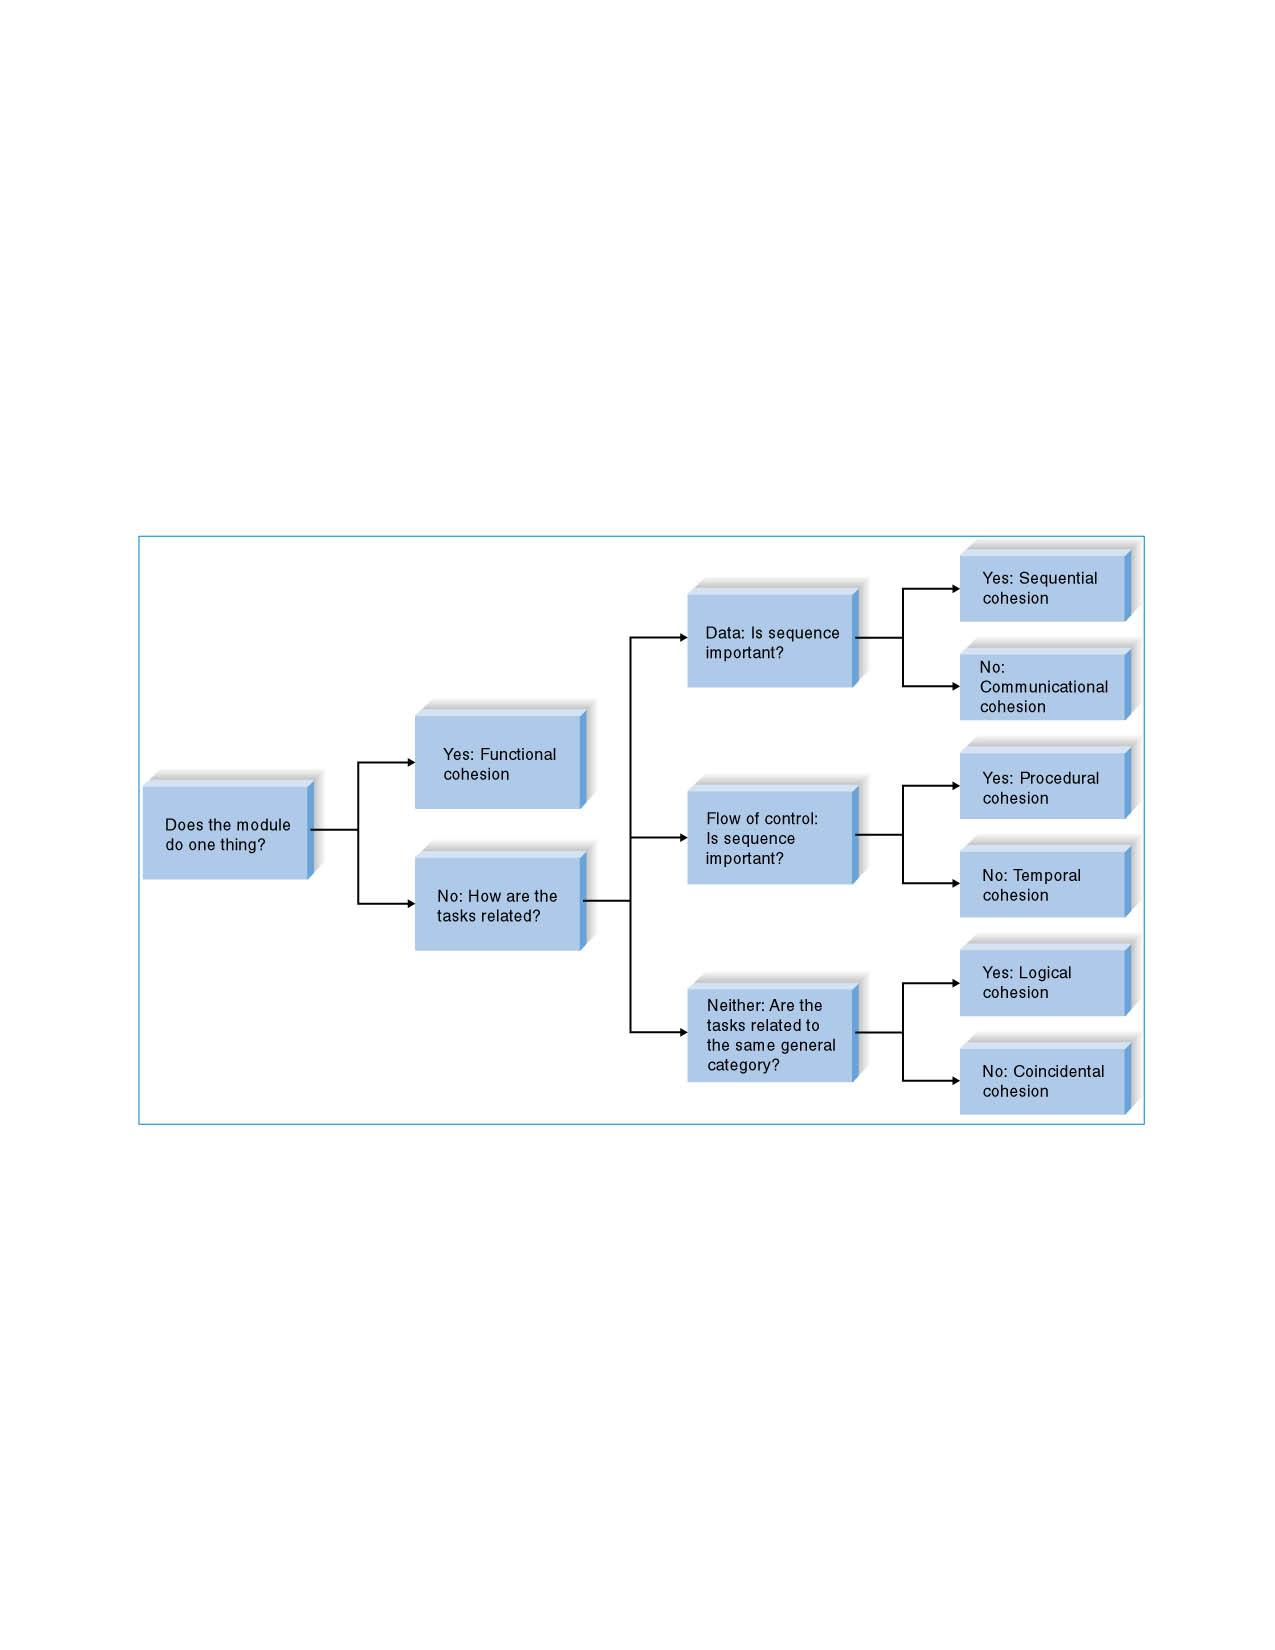 Does the module
do one thing?
Yes: Functional
cohesion
No: How are the
tasks related?
Data: Is sequence
important?
Flow of control:
Is sequence
important?
Neither: Are the
tasks related to
the same general
category?
Yes: Sequential
cohesion
No:
Communicational
cohesion
Yes: Procedural
cohesion
No: Temporal
cohesion
Yes: Logical
cohesion
No: Coincidental
cohesion